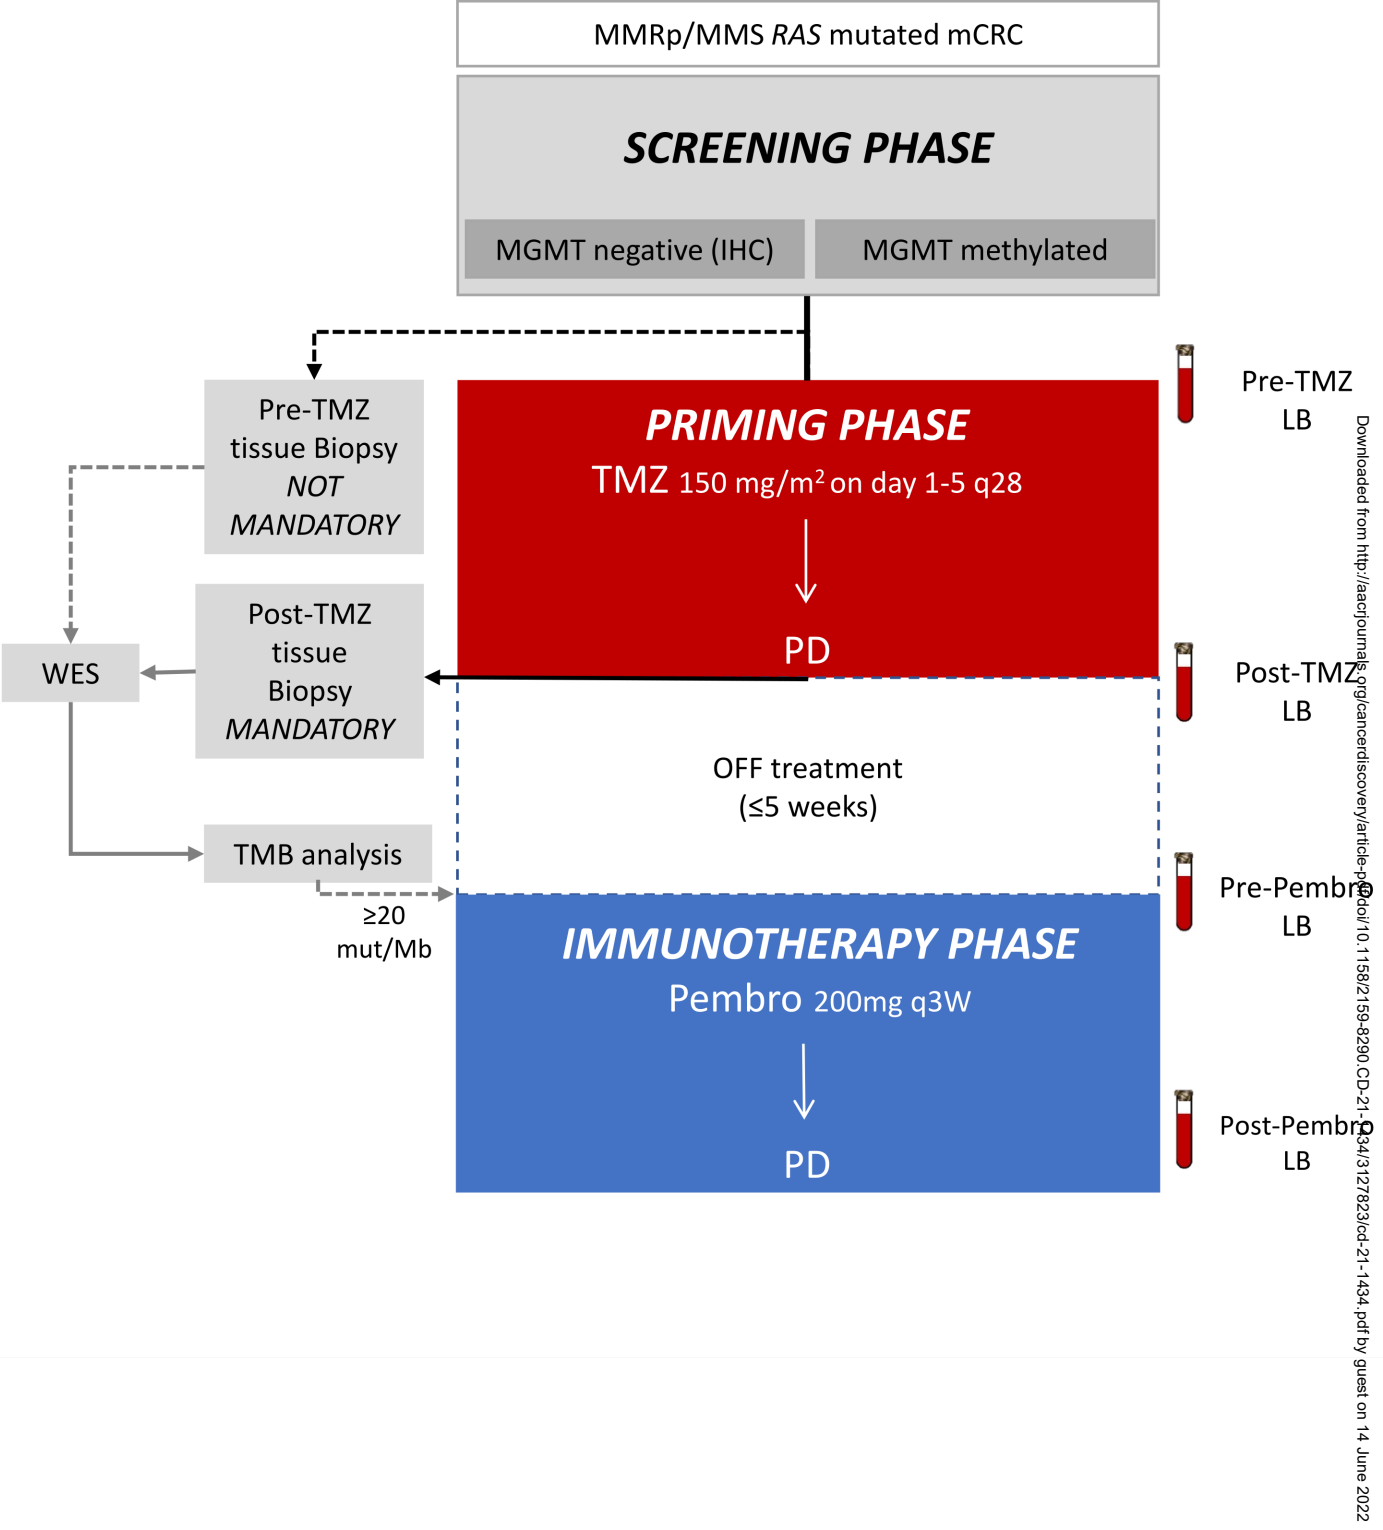 MMRp/MMS RAS mutated mCRC
SCREENING PHASE
MGMT negative (IHC)
MGMT methylated
Pre-TMZ
tissue Biopsy
NOT
MANDATORY
PRIMING PHASE
TMZ 150 mg/m² on day 1-5 q28
PD
Pre-TMZ
LB
Post-TMZ
tissue
Biopsy
MANDATORY
WES
Post-TMZ
LB
OFF treatment
(≤5 weeks)
TMB analysis
≥20
mut/Mb
Pre-Pembro
LB
IMMUNOTHERAPY PHASE
Pembro 200mg q3W
PD
Post-Pembro
LB
Downloaded from http://aacrjournals.org/cancerdiscovery/article-pdf/doi/10.1158/2159-8290.CD-21-1434/3127823/cd-21-1434.pdf by guest on 14 June 2022